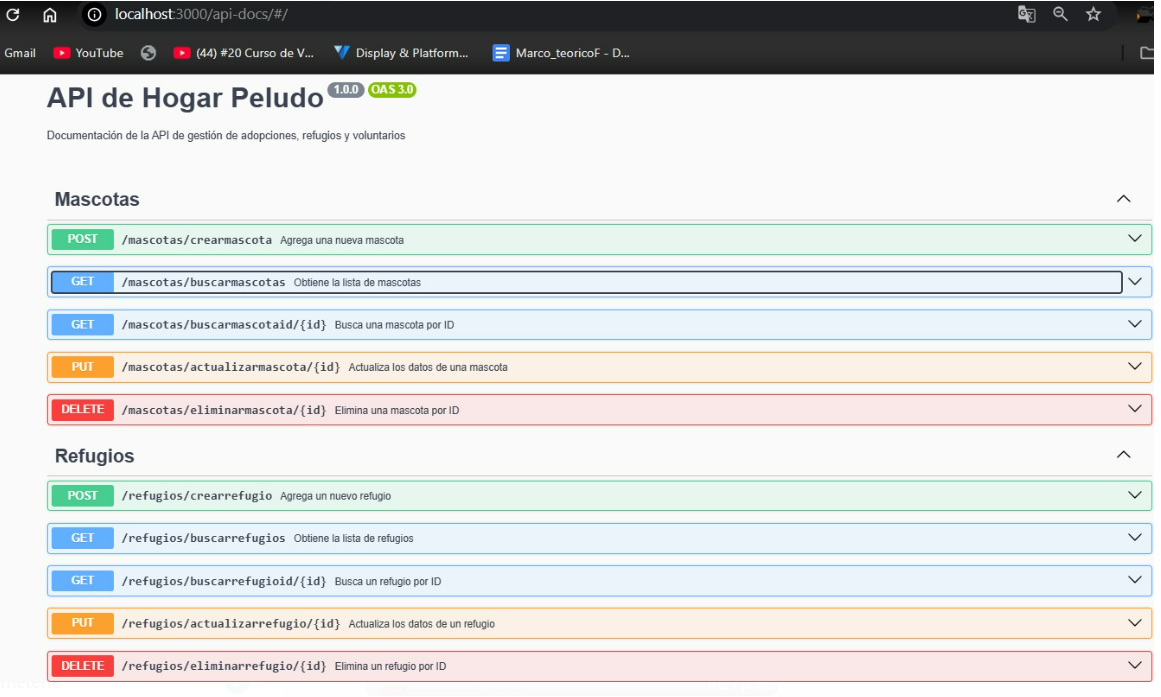 localhost:3000/api-docs/#/
Gmail YouTube (44) #20 Curso de V... Display & Platform... Marco_teoricoF - D...
API de Hogar Peludo 1.0.0 OAS 3.0
Documentación de la API de gestión de adopciones, refugios y voluntarios
Mascotas
POST /mascotas/crearmascota Agrega una nueva mascota
GET /mascotas/buscarmascotas Obtiene la lista de mascotas
GET /mascotas/buscarmascotaid/{id} Busca una mascota por ID
PUT /mascotas/actualizarmascota/{id} Actualiza los datos de una mascota
DELETE /mascotas/eliminarmascota/{id} Elimina una mascota por ID
Refugios
POST /refugios/crearrefugio Agrega un nuevo refugio
GET /refugios/buscarrefugios Obtiene la lista de refugios
GET /refugios/buscarrefugioid/{id} Busca un refugio por ID
PUT /refugios/actualizarrefugio/{id} Actualiza los datos de un refugio
DELETE /refugios/eliminarrefugio/{id} Elimina un refugio por ID